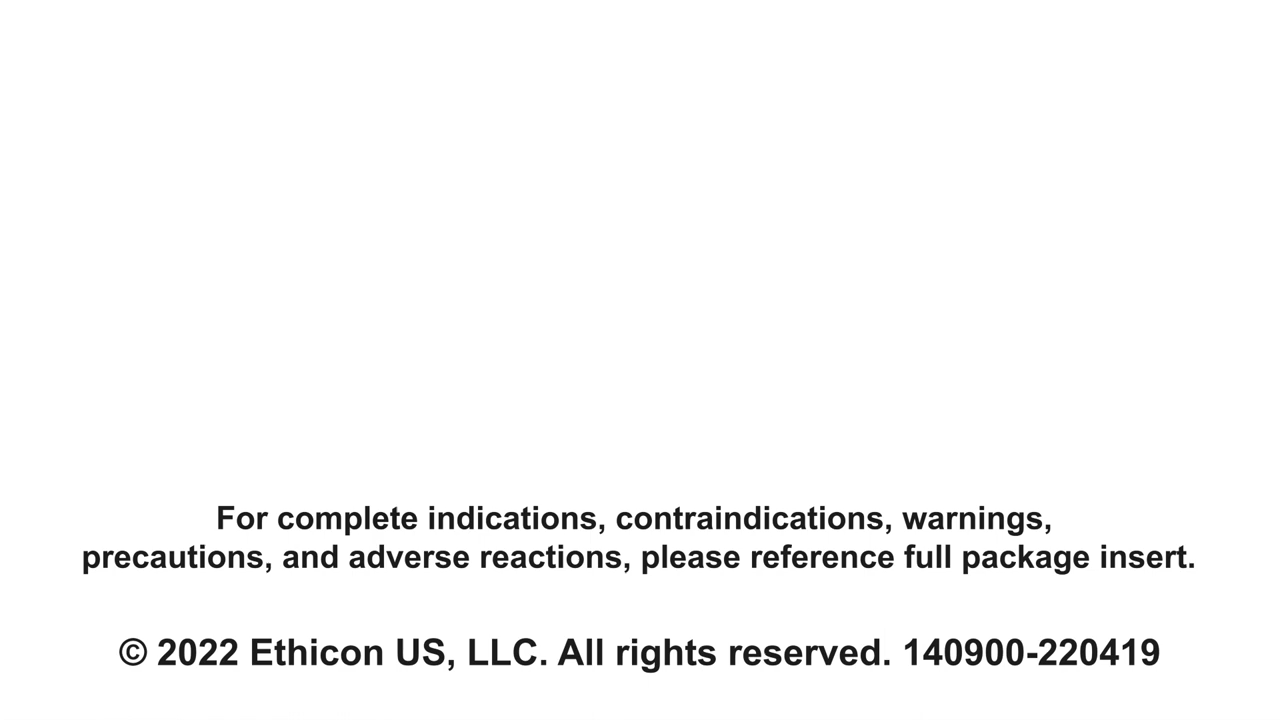 For complete indications, contraindications, warnings,
precautions, and adverse reactions, please reference full package insert.
© 2022 Ethicon US, LLC. All rights reserved. 140900-220419